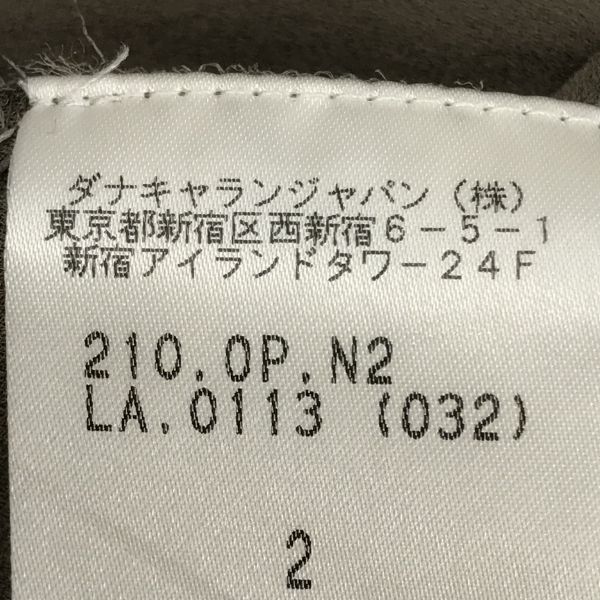 ダナキャランジャパン（株）
東京都新宿区西新宿６－５－１
新宿アイランドタワー２４Ｆ
210.OP.N2
LA.0113 (032)
2